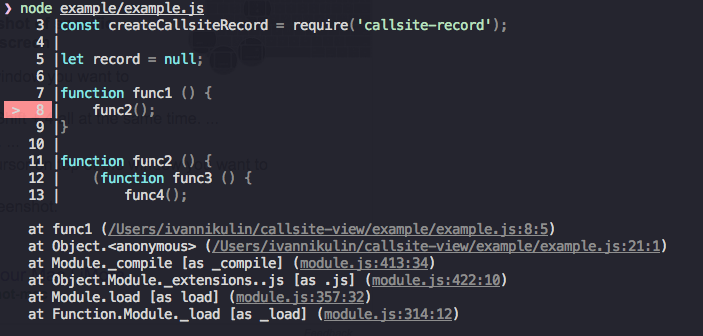 ❯ node example/example.js
3 |const createCallsiteRecord = require('callsite-record');
4 |
5 |let record = null;
6 |
7 |function func1 () {
> 8 |    func2();
9 |}
10 |
11 |function func2 () {
12 |    (function func3 () {
13 |        func4();
at func1 (/Users/ivannikulin/callsite-view/example/example.js:8:5)
at Object.<anonymous> (/Users/ivannikulin/callsite-view/example/example.js:21:1)
at Module._compile [as _compile] (module.js:413:34)
at Object.Module._extensions..js [as .js] (module.js:422:10)
at Module.load [as load] (module.js:357:32)
at Function.Module._load [as _load] (module.js:314:12)